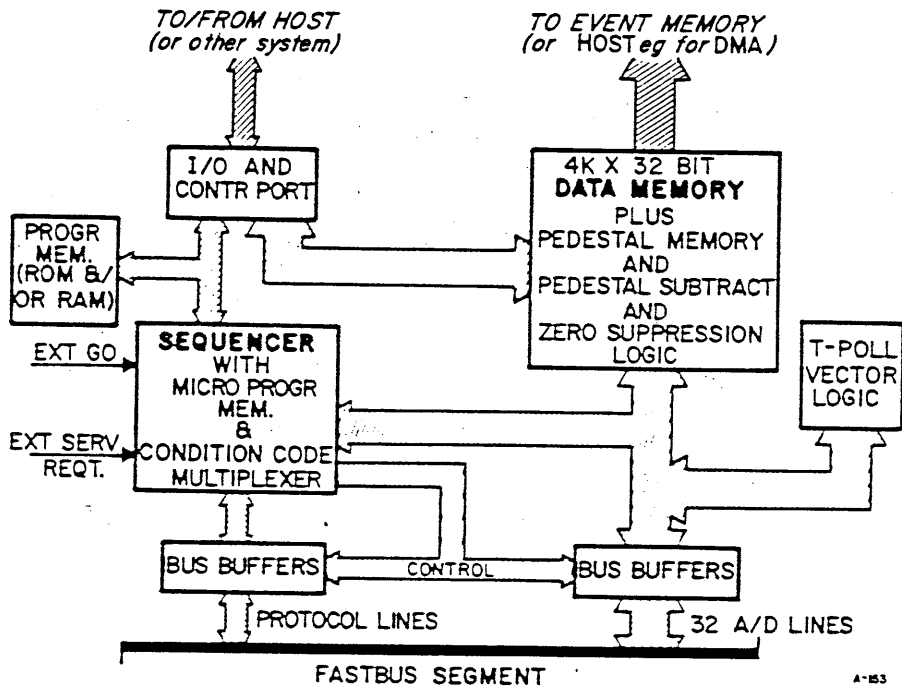 TO/FROM HOST
(or other system)
TO EVENT MEMORY
(or HOST eg for DMA)
I/O AND
CONTR PORT
4K X 32 BIT
DATA MEMORY
PLUS
PEDESTAL MEMORY
AND
PEDESTAL SUBTRACT
AND
ZERO SUPPRESSION
LOGIC
PROGR
MEM.
(ROM &/
OR RAM)
EXT GO
SEQUENCER
WITH
MICRO PROGR
MEM.
&
CONDITION CODE
MULTIPLEXER
T-POLL
VECTOR
LOGIC
EXT SERV
REQT.
BUS BUFFERS
CONTROL
BUS BUFFERS
PROTOCOL LINES
32 A/D LINES
FASTBUS SEGMENT
A-153